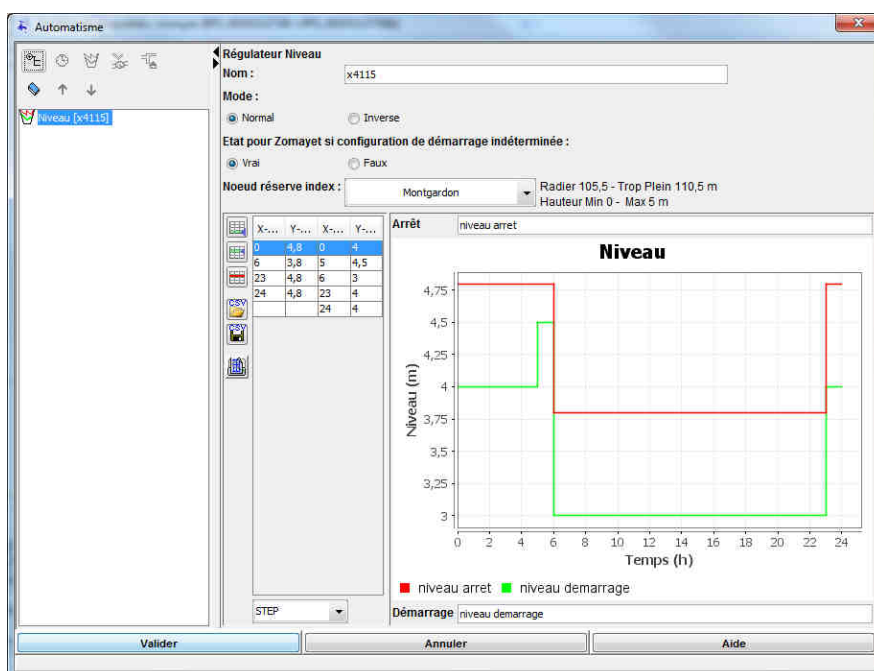 Automatisme
Régulateur Niveau
Nom :
x4115
Mode :
Normal
Inverse
Etat pour Zomayet si configuration de démarrage indéterminée :
Vrai
Faux
Noeud réserve index :
Montgardon
Radier 105,5 - Trop Plein 110,5 m
Hauteur Min 0 - Max 5 m
Niveau [x4115]
X-... Y-... X-... Y-...
0 4,8 0 4
6 3,8 5 4,5
23 4,8 6 3
24 4,8 23 4
24 4
CSV
CSV
STEP
Arrêt
niveau arret
Niveau
Niveau (m)
4,75
4,5
4,25
4
3,75
3,5
3,25
3
0 2 4 6 8 10 12 14 16 18 20 22 24
Temps (h)
niveau arret niveau demarrage
Démarrage
niveau demarrage
Valider
Annuler
Aide